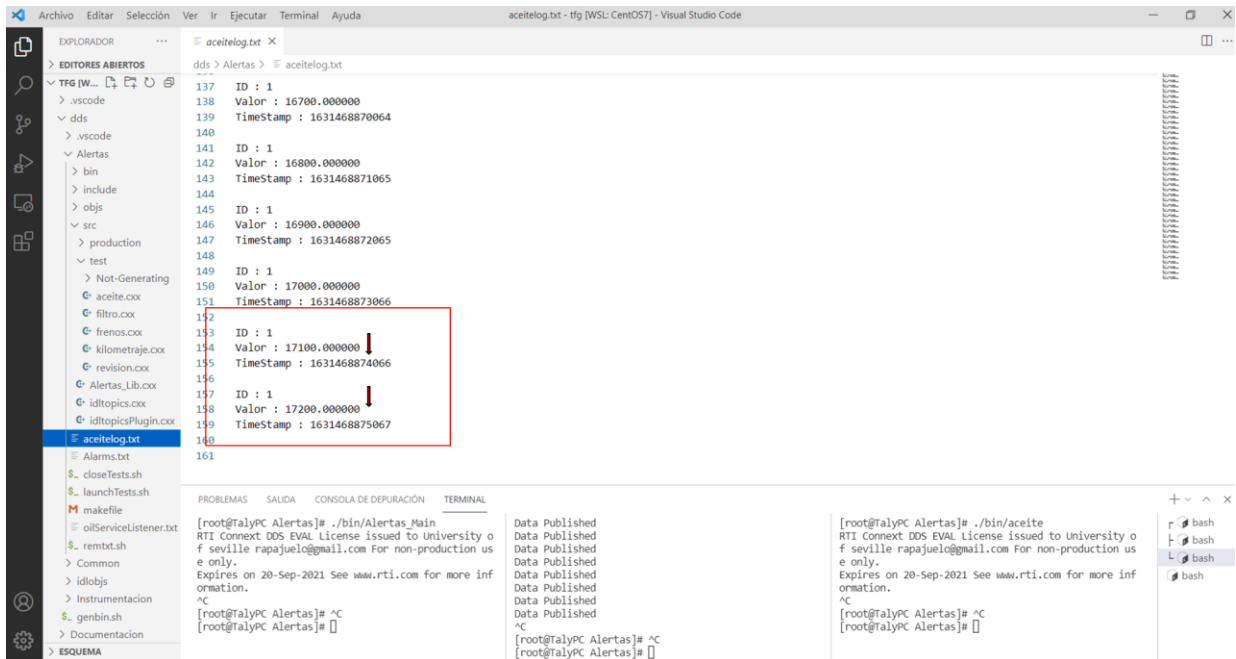 Archivo Editar Selección Ver Ir Ejecutar Terminal Ayuda
aceitelog.txt - tfg [WSL: CentOS7] - Visual Studio Code
EXPLORADOR
EDITORES ABIERTOS
TFG [W...
.vscode
dds
.vscode
Alertas
bin
include
objs
src
production
test
Not-Generating
aceite.cxx
filtro.cxx
frenos.cxx
kilometraje.cxx
revision.cxx
Alertas_Lib.cxx
idltopics.cxx
idltopicsPlugin.cxx
aceitelog.txt
Alarms.txt
closeTests.sh
launchTests.sh
makefile
oilServiceListener.txt
remtxt.sh
Common
idlobjs
Instrumentacion
genbin.sh
Documentacion
ESQUEMA
aceitelog.txt
dds > Alertas > aceitelog.txt
137 ID : 1
138 Valor : 16700.000000
139 TimeStamp : 1631468870064
140
141 ID : 1
142 Valor : 16800.000000
143 TimeStamp : 1631468871065
144
145 ID : 1
146 Valor : 16900.000000
147 TimeStamp : 1631468872065
148
149 ID : 1
150 Valor : 17000.000000
151 TimeStamp : 1631468873066
152
153 ID : 1
154 Valor : 17100.000000
155 TimeStamp : 1631468874066
156
157 ID : 1
158 Valor : 17200.000000
159 TimeStamp : 1631468875067
160
161
PROBLEMAS SALIDA CONSOLA DE DEPURACIÓN TERMINAL
[root@TalyPC Alertas]# ./bin/Alertas_Main
RTI Connext DDS EVAL License issued to University o
f seville rapajuelo@gmail.com For non-production us
e only.
Expires on 20-Sep-2021 See www.rti.com for more inf
ormation.
^C
[root@TalyPC Alertas]# ^C
[root@TalyPC Alertas]#
Data Published
Data Published
Data Published
Data Published
Data Published
Data Published
Data Published
Data Published
^C
[root@TalyPC Alertas]# ^C
[root@TalyPC Alertas]#
[root@TalyPC Alertas]# ./bin/aceite
RTI Connext DDS EVAL License issued to University o
f seville rapajuelo@gmail.com For non-production us
e only.
Expires on 20-Sep-2021 See www.rti.com for more inf
ormation.
^C
[root@TalyPC Alertas]# ^C
[root@TalyPC Alertas]#
bash
bash
bash
bash